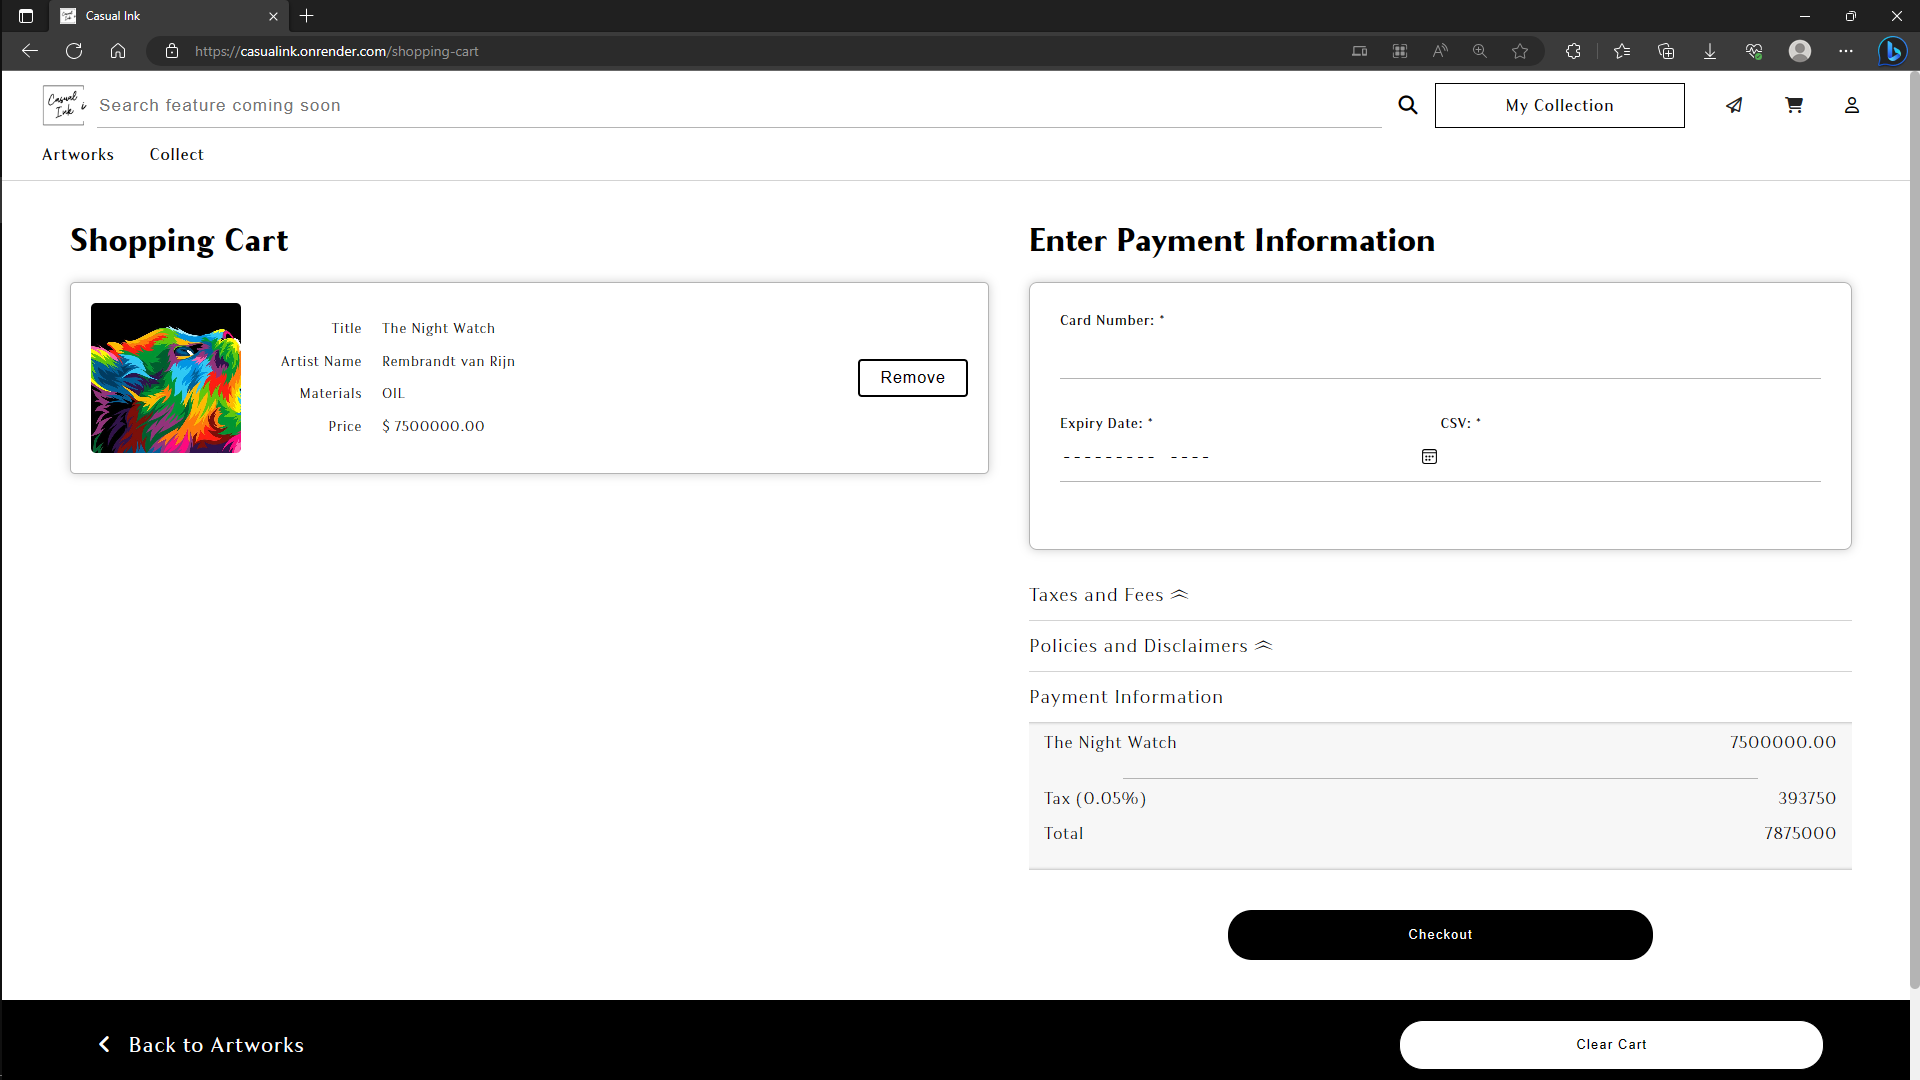 Casual Ink
https://casualink.onrender.com/shopping-cart
Casual
Ink
Search feature coming soon
My Collection
Artworks
Collect
Shopping Cart
Title The Night Watch
Artist Name Rembrandt van Rijn
Materials OIL
Price $ 7500000.00
Remove
Enter Payment Information
Card Number: *
Expiry Date: *
CSV: *
--------- ----
Taxes and Fees
Policies and Disclaimers
Payment Information
The Night Watch 7500000.00
Tax (0.05%) 393750
Total 7875000
Checkout
Back to Artworks
Clear Cart